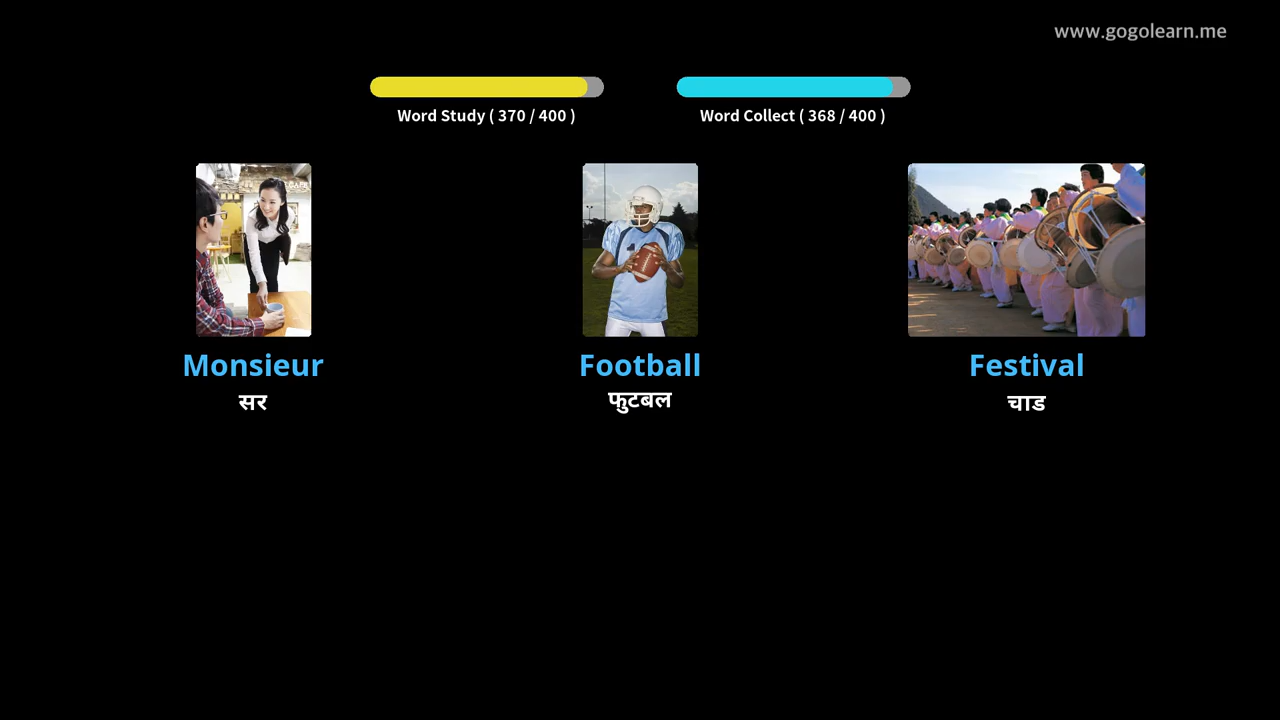 www.gogolearn.me
Word Study ( 370 / 400 )
Word Collect ( 368 / 400 )
Monsieur
Football
Festival
सर
फुटबल
चाड